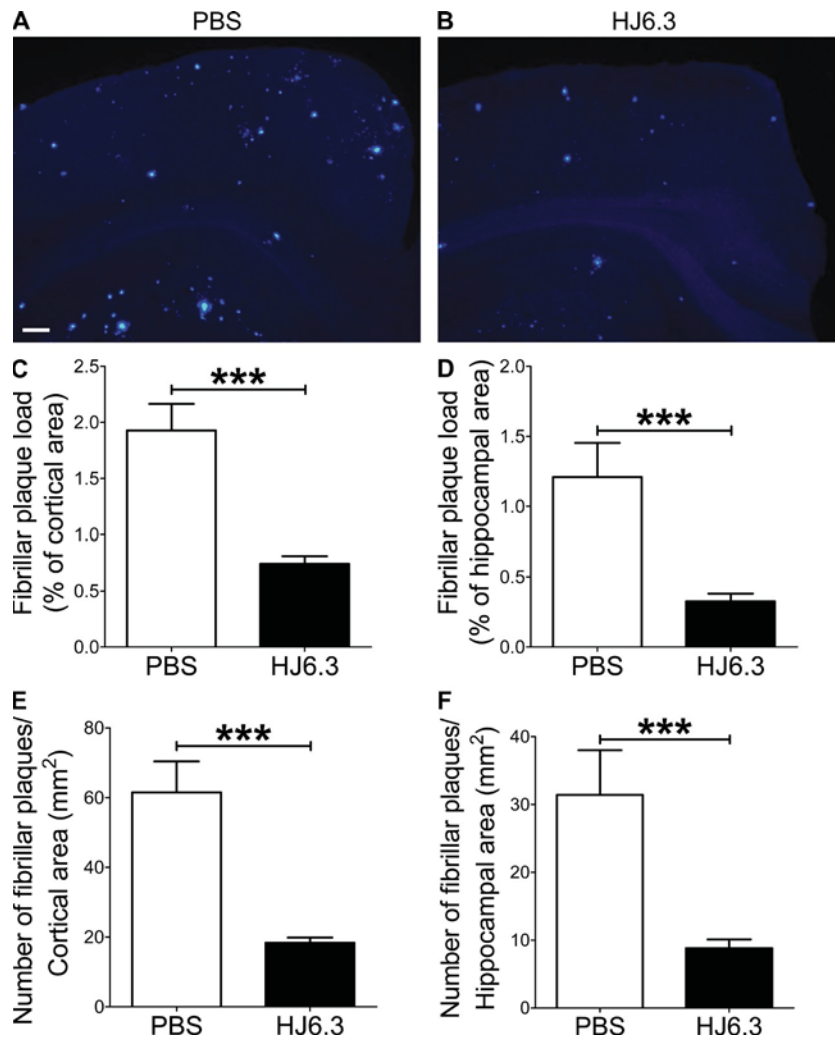 A PBS
B HJ6.3
C
Fibrillar plaque load
(% of cortical area)
2.5
2.0
1.5
1.0
0.5
0.0
***
PBS HJ6.3
D
Fibrillar plaque load
(% of hippocampal area)
2.0
1.5
1.0
0.5
0.0
***
PBS HJ6.3
E
Number of fibrillar plaques/
Cortical area (mm²)
80
60
40
20
0
***
PBS HJ6.3
F
Number of fibrillar plaques/
Hippocampal area (mm²)
40
30
20
10
0
***
PBS HJ6.3